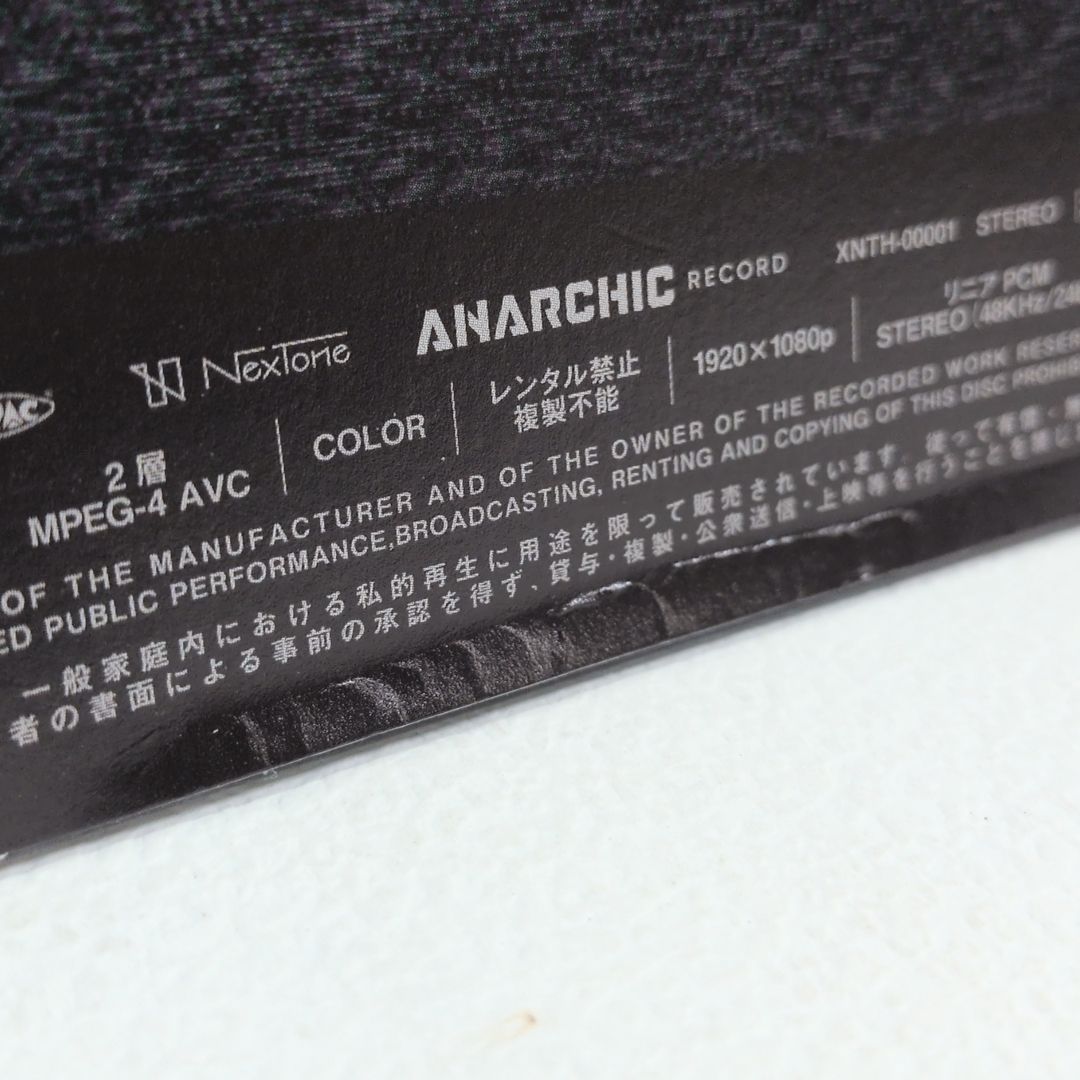 NexTone
ANARCHIC RECORD
XNTH-00001 STEREO
2層
MPEG-4 AVC
COLOR
レンタル禁止
複製不能
1920×1080p
リニア PCM
STEREO (48KHz/24
OF THE MANUFACTURER AND OF THE OWNER OF THE RECORDED WORK RESER
ED PUBLIC PERFORMANCE,BROADCASTING, RENTING AND COPYING OF THIS DISC PROHIB
一般家庭内における私的再生に用途を限って販売されています。従って有償・無
者の書面による事前の承認を得ず、貸与・複製・公衆送信・上映等を行うことを禁じ